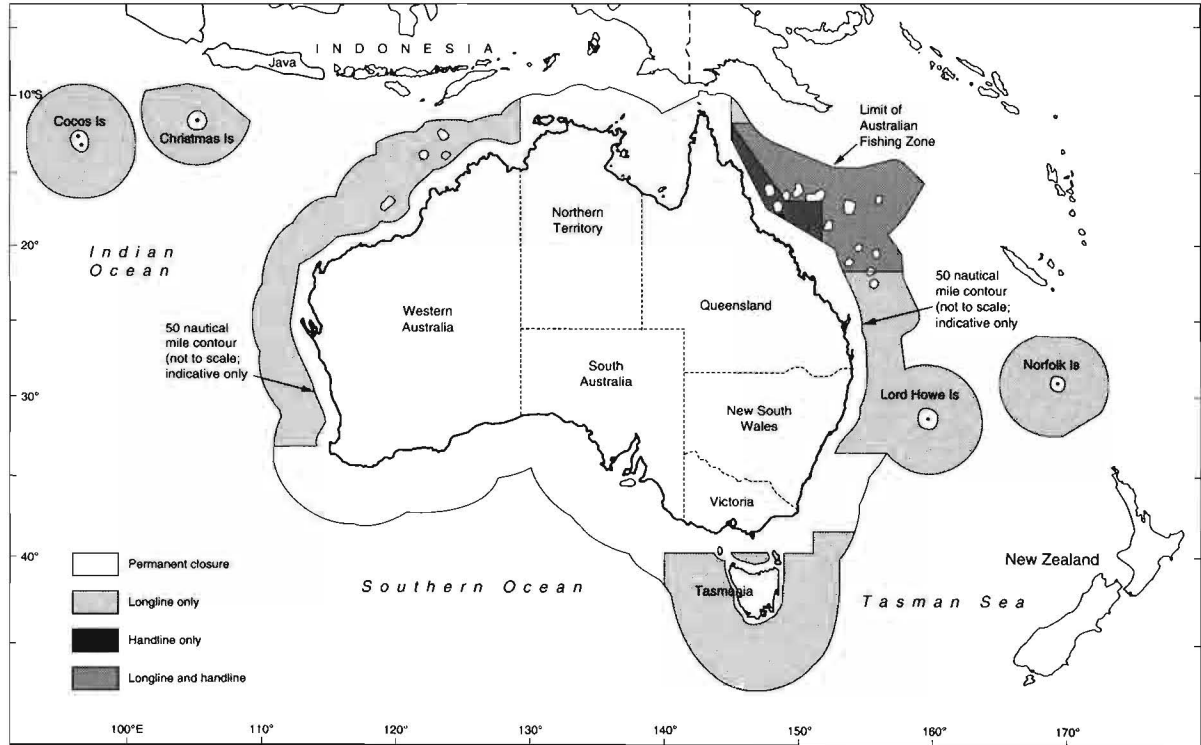 INDONESIA
Java
10°S
Cocos Is
Christmas Is
Limit of
Australian
Fishing Zone
Northern
Territory
20°
Indian
Ocean
50 nautical
mile contour
(not to scale;
indicative only
Western
Australia
Queensland
50 nautical
mile contour
(not to scale;
indicative only
South
Australia
30°
New South
Wales
Lord Howe Is
Norfolk Is
Victoria
40°
Permanent closure
Southern Ocean
Tasmania
Tasman Sea
New Zealand
Longline only
Handline only
Longline and handline
100°E
110°
120°
130°
140°
150°
160°
170°